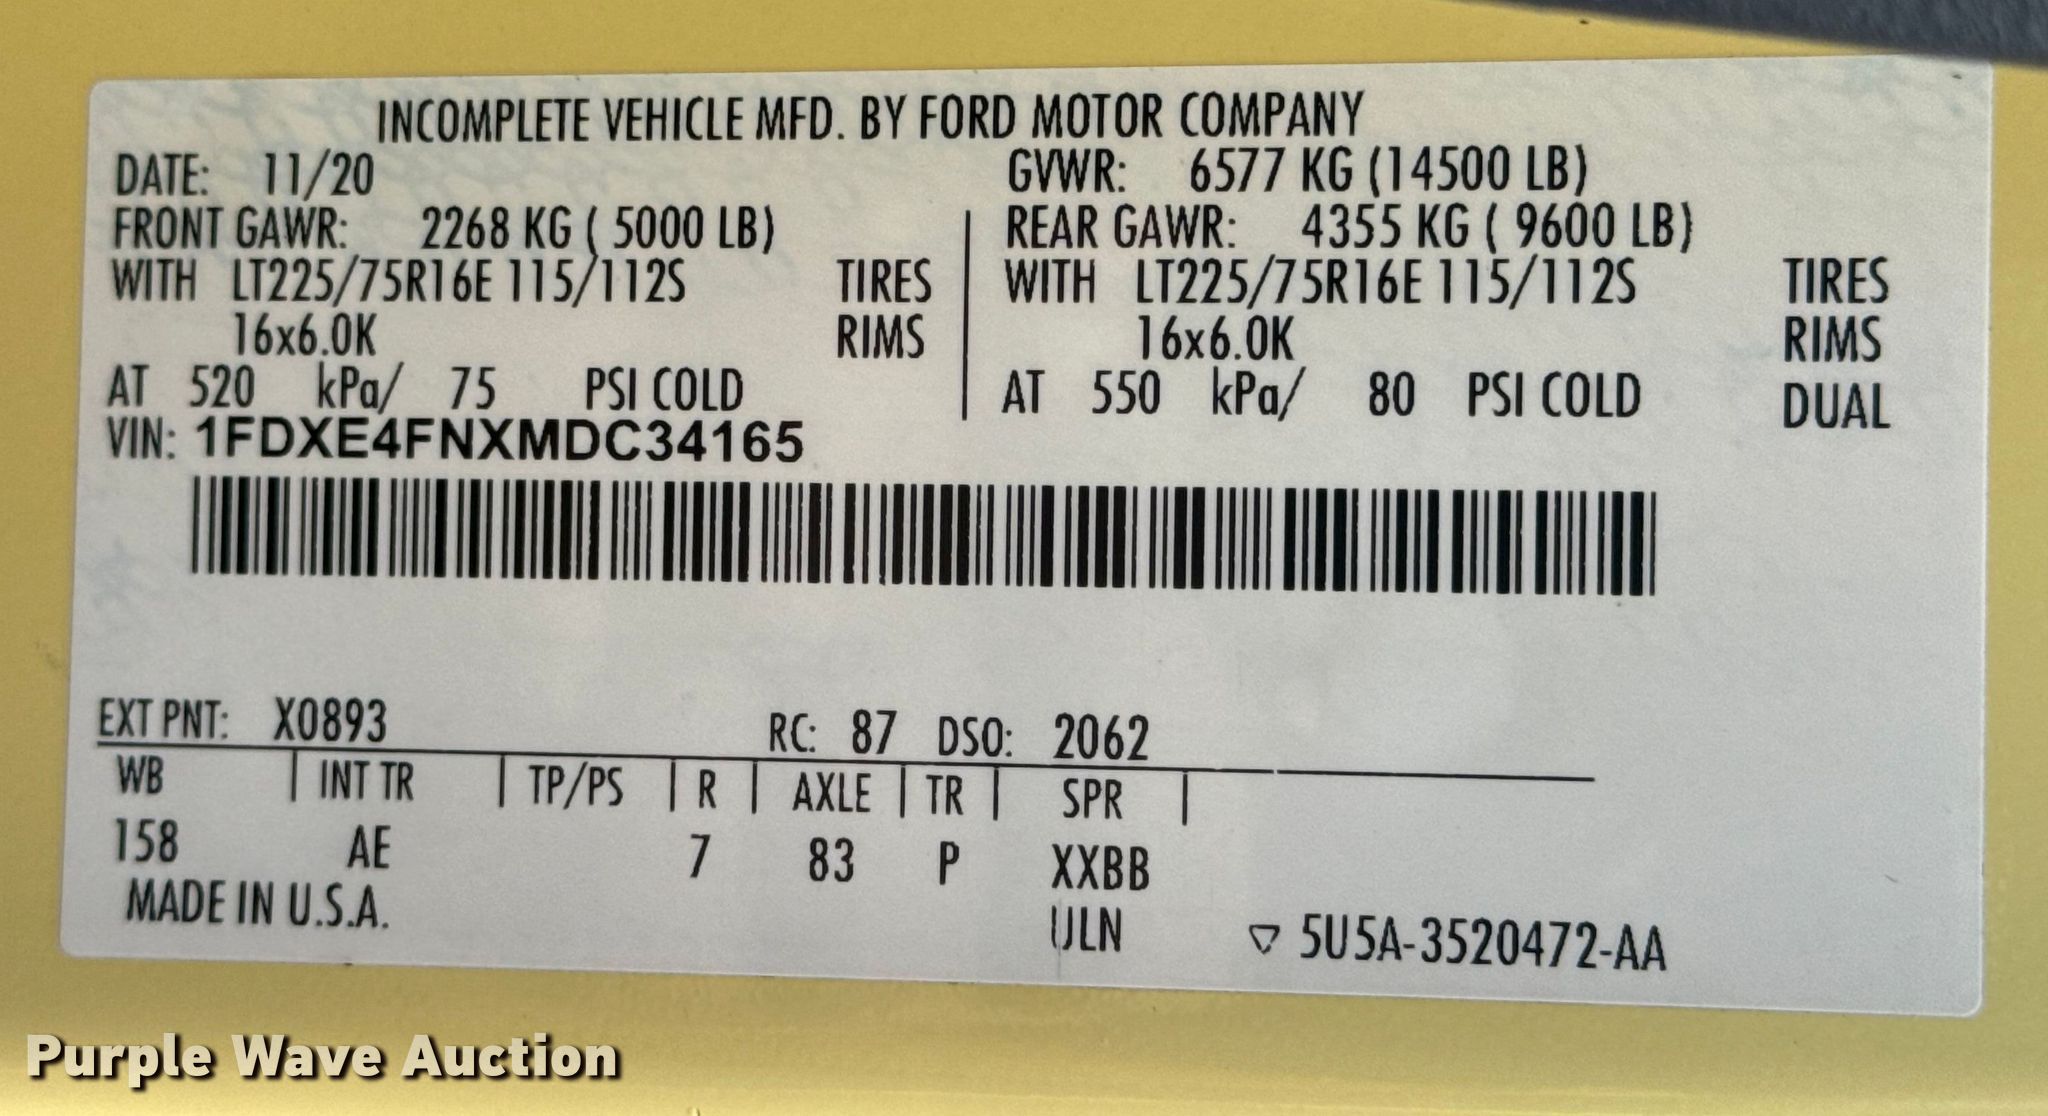 INCOMPLETE VEHICLE MFD. BY FORD MOTOR COMPANY
DATE: 11/20 GVWR: 6577 KG (14500 LB)
FRONT GAWR: 2268 KG ( 5000 LB) REAR GAWR: 4355 KG ( 9600 LB)
WITH LT225/75R16E 115/112S TIRES WITH LT225/75R16E 115/112S TIRES
16x6.0K RIMS 16x6.0K RIMS
AT 520 kPa/ 75 PSI COLD AT 550 kPa/ 80 PSI COLD DUAL
VIN: 1FDXE4FNXMDC34165
EXT PNT: X0893 RC: 87 DSO: 2062
WB | INT TR | TP/PS | R | AXLE | TR | SPR |
158 AE 7 83 P XXBB
MADE IN U.S.A. ULN ▽ 5U5A-3520472-AA
Purple Wave Auction